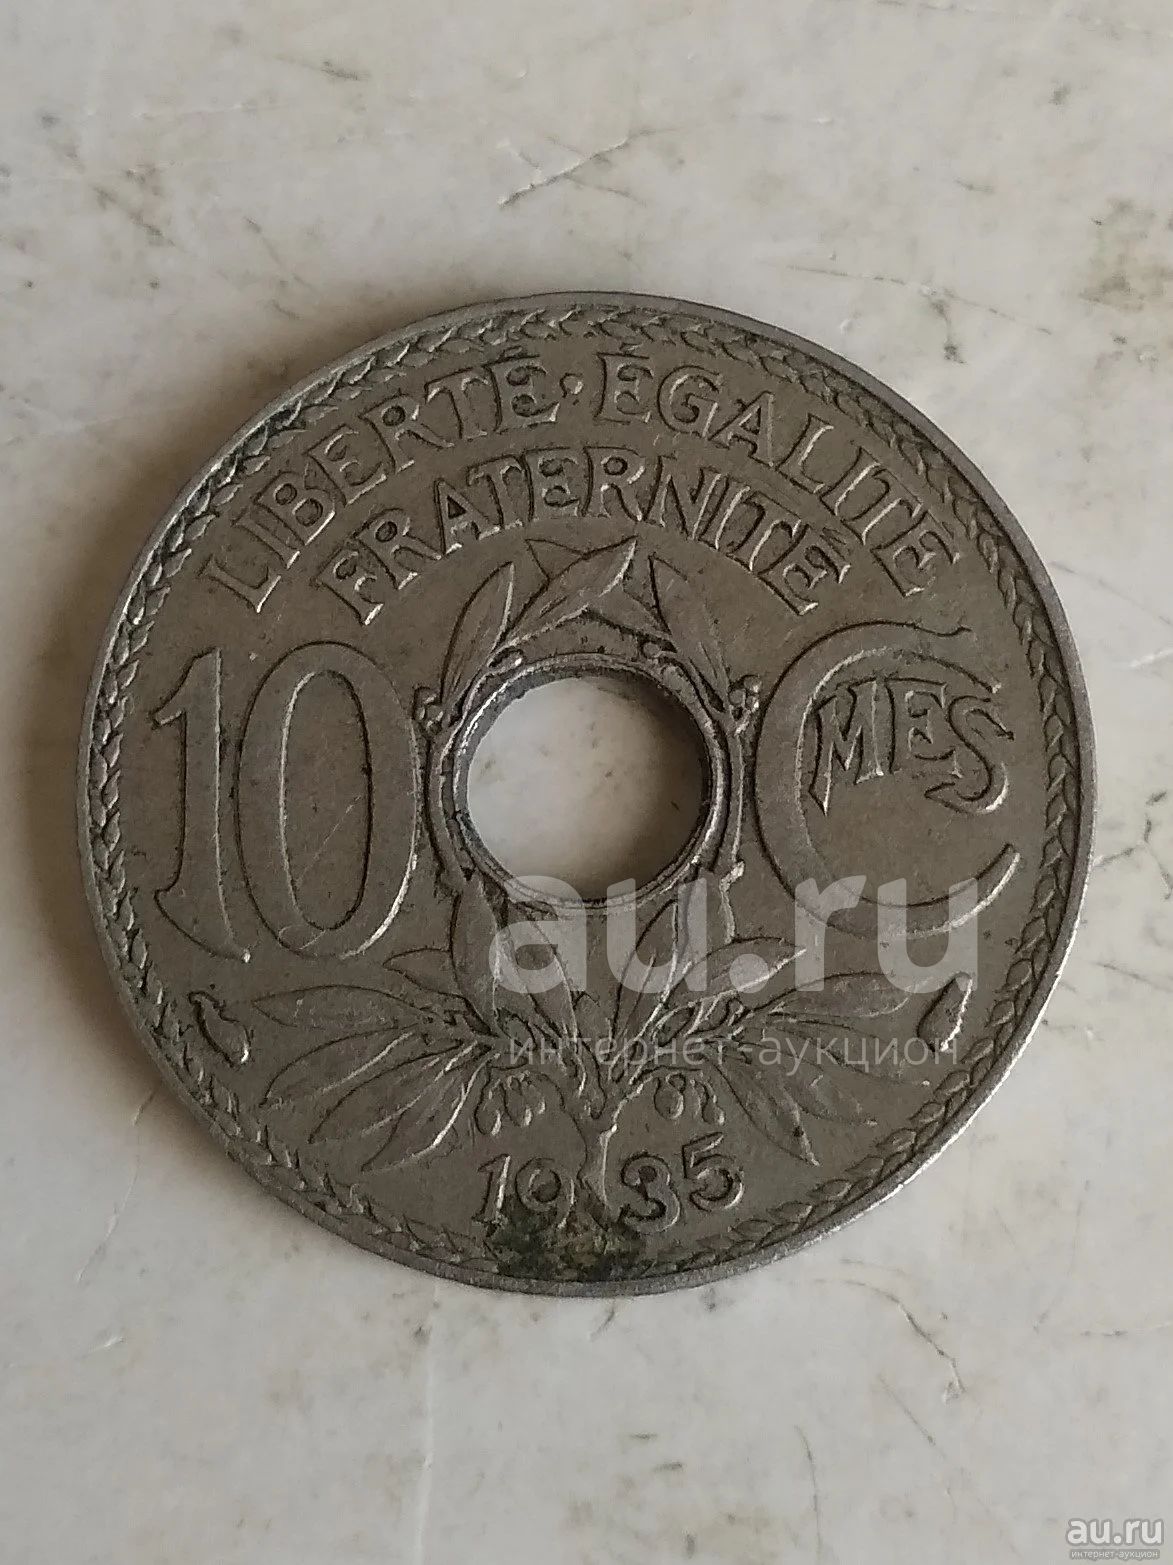 LIBERTÉ·ÉGALITÉ
FRATERNITÉ
10 CMES
1935
au.ru
интернет-аукцион
au.ru
интернет-аукцион